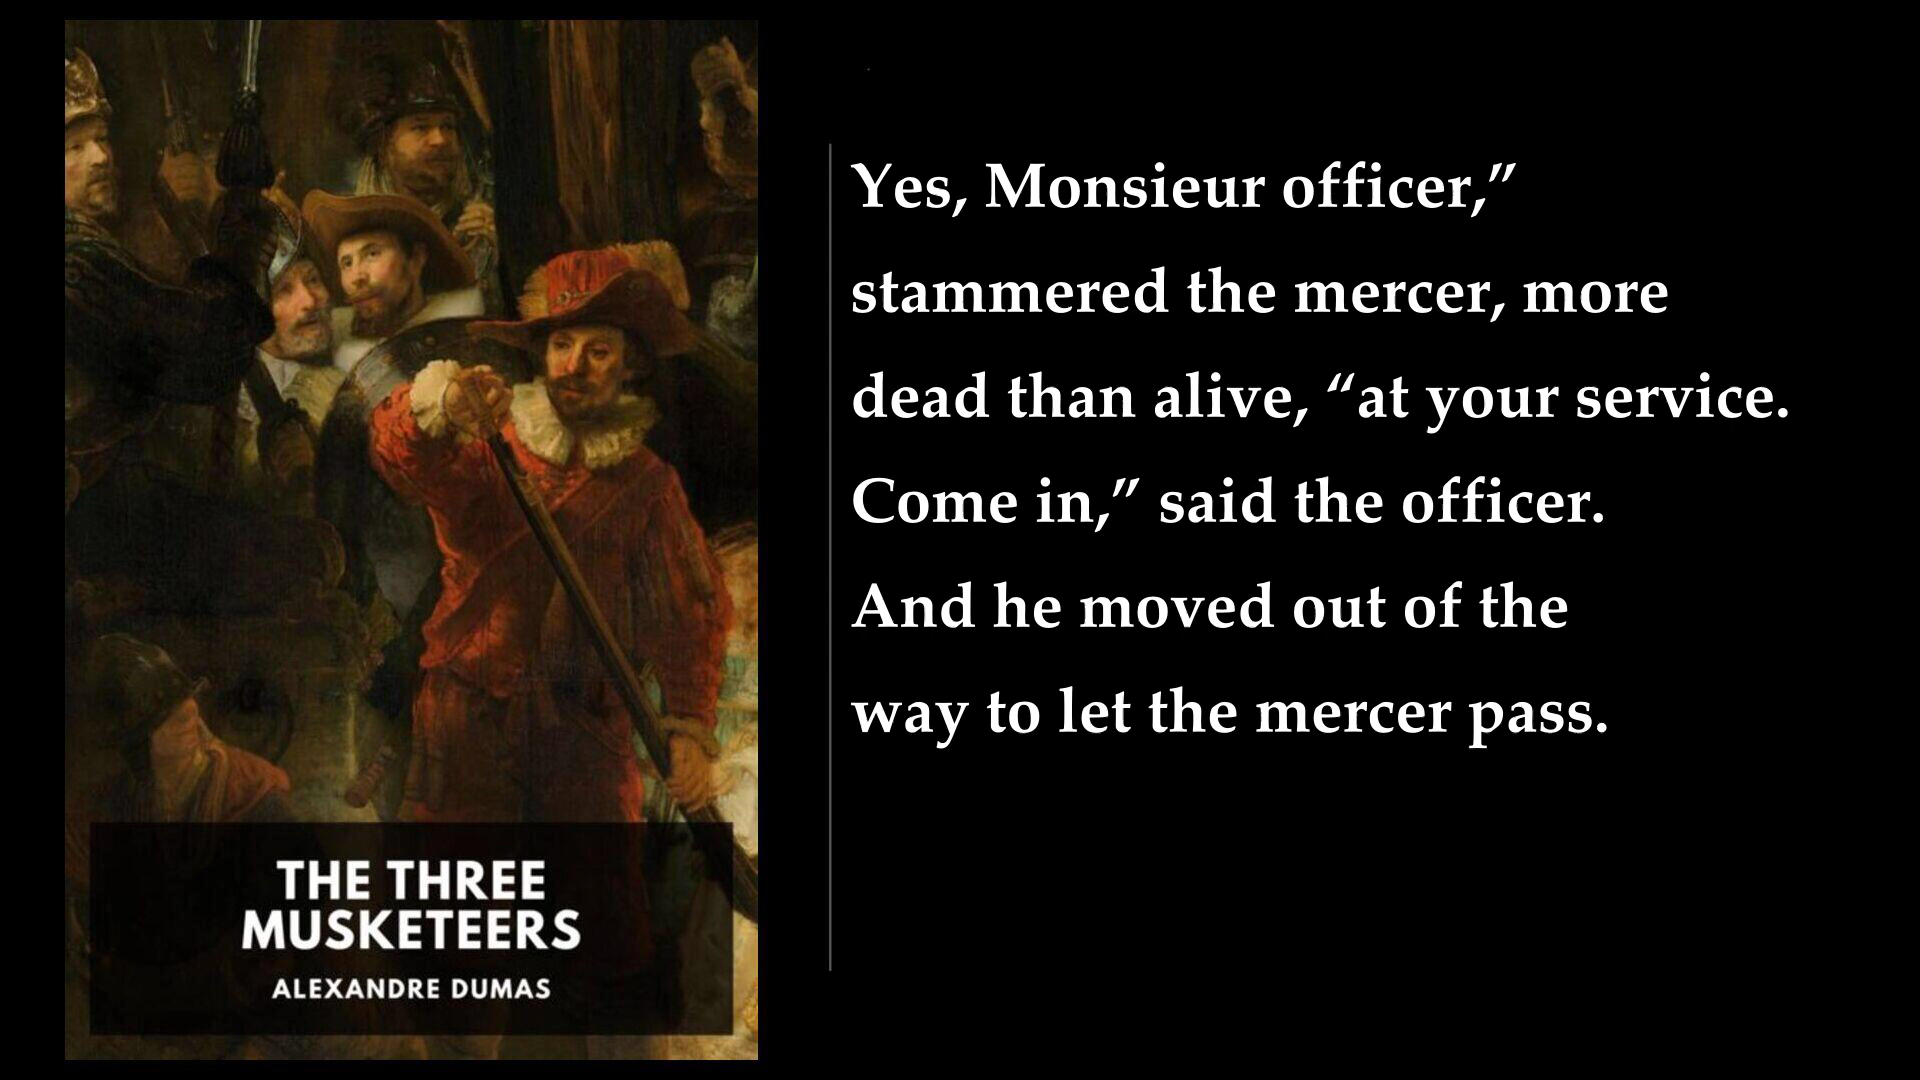 THE THREE
MUSKETEERS
ALEXANDRE DUMAS
Yes, Monsieur officer,”
stammered the mercer, more
dead than alive, “at your service.
Come in,” said the officer.
And he moved out of the
way to let the mercer pass.